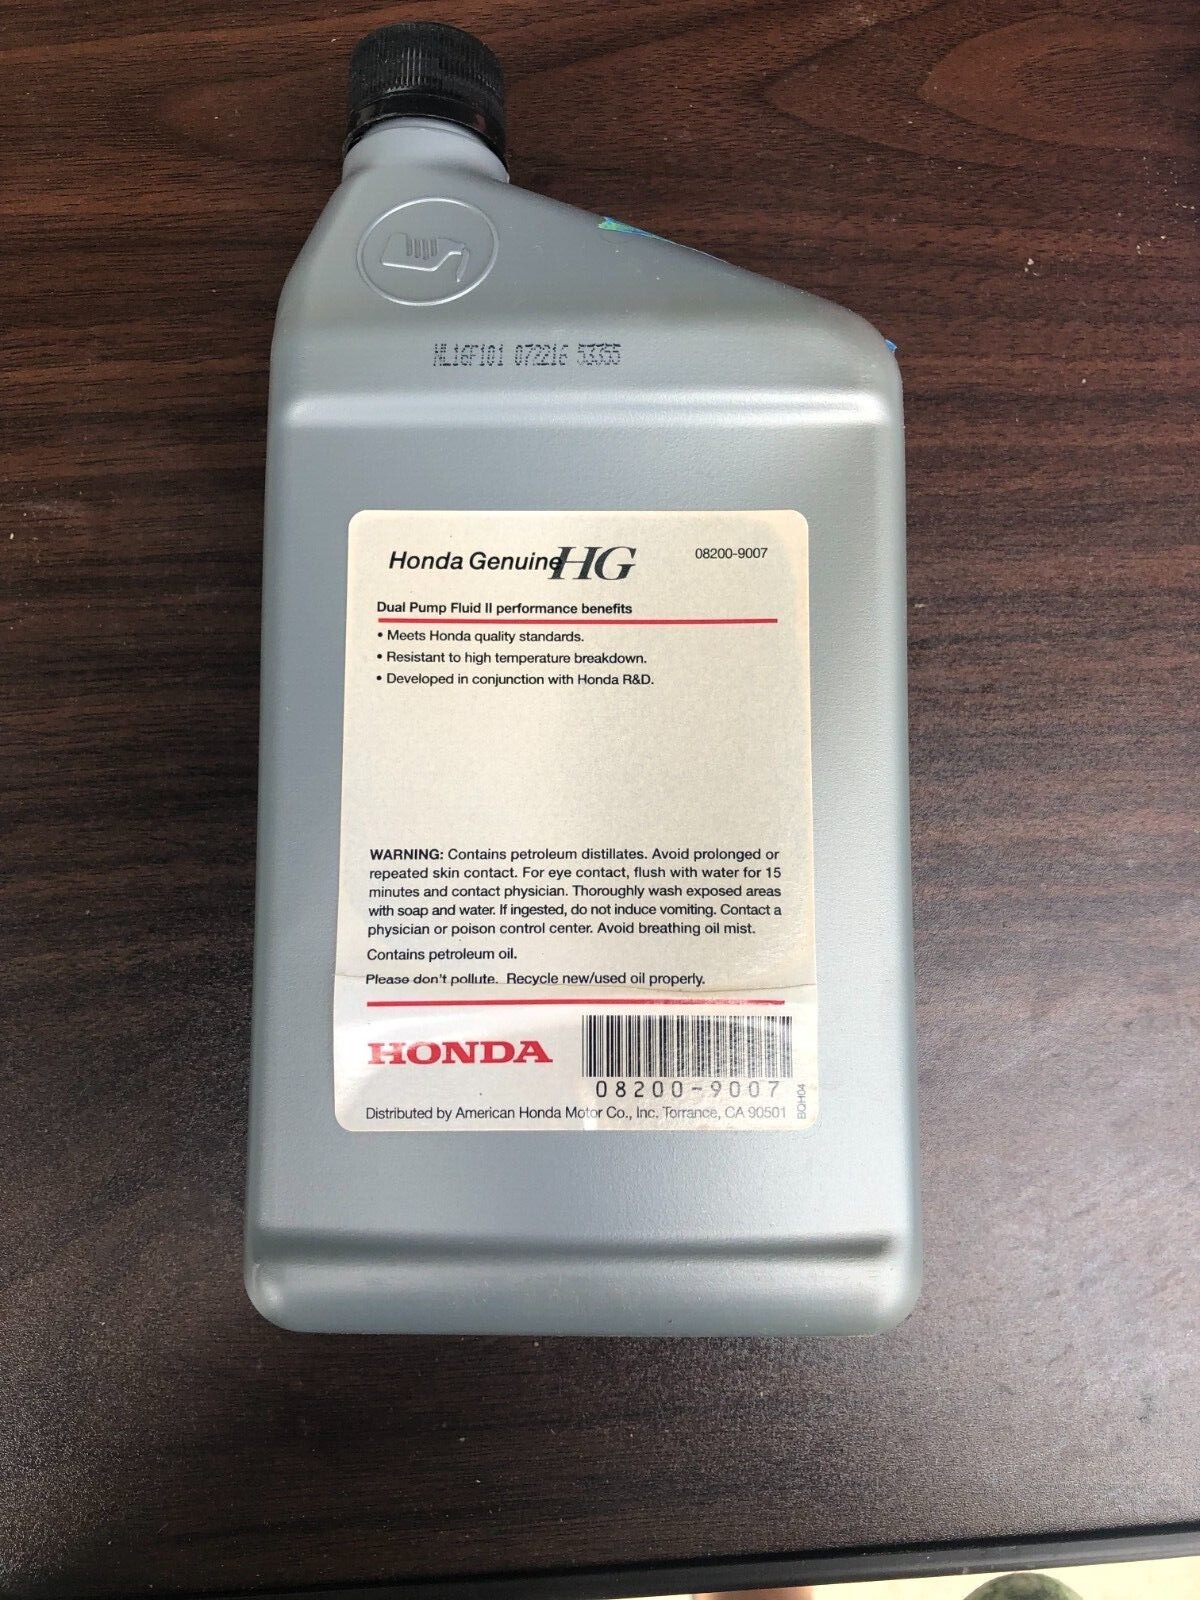 NL16F101 072216 53355
Honda Genuine HG 08200-9007
Dual Pump Fluid II performance benefits
• Meets Honda quality standards.
• Resistant to high temperature breakdown.
• Developed in conjunction with Honda R&D.
WARNING: Contains petroleum distillates. Avoid prolonged or
repeated skin contact. For eye contact, flush with water for 15
minutes and contact physician. Thoroughly wash exposed areas
with soap and water. If ingested, do not induce vomiting. Contact a
physician or poison control center. Avoid breathing oil mist.
Contains petroleum oil.
Please don't pollute. Recycle new/used oil properly.
HONDA
08200-9007
BQH04
Distributed by American Honda Motor Co., Inc. Torrance, CA 90501